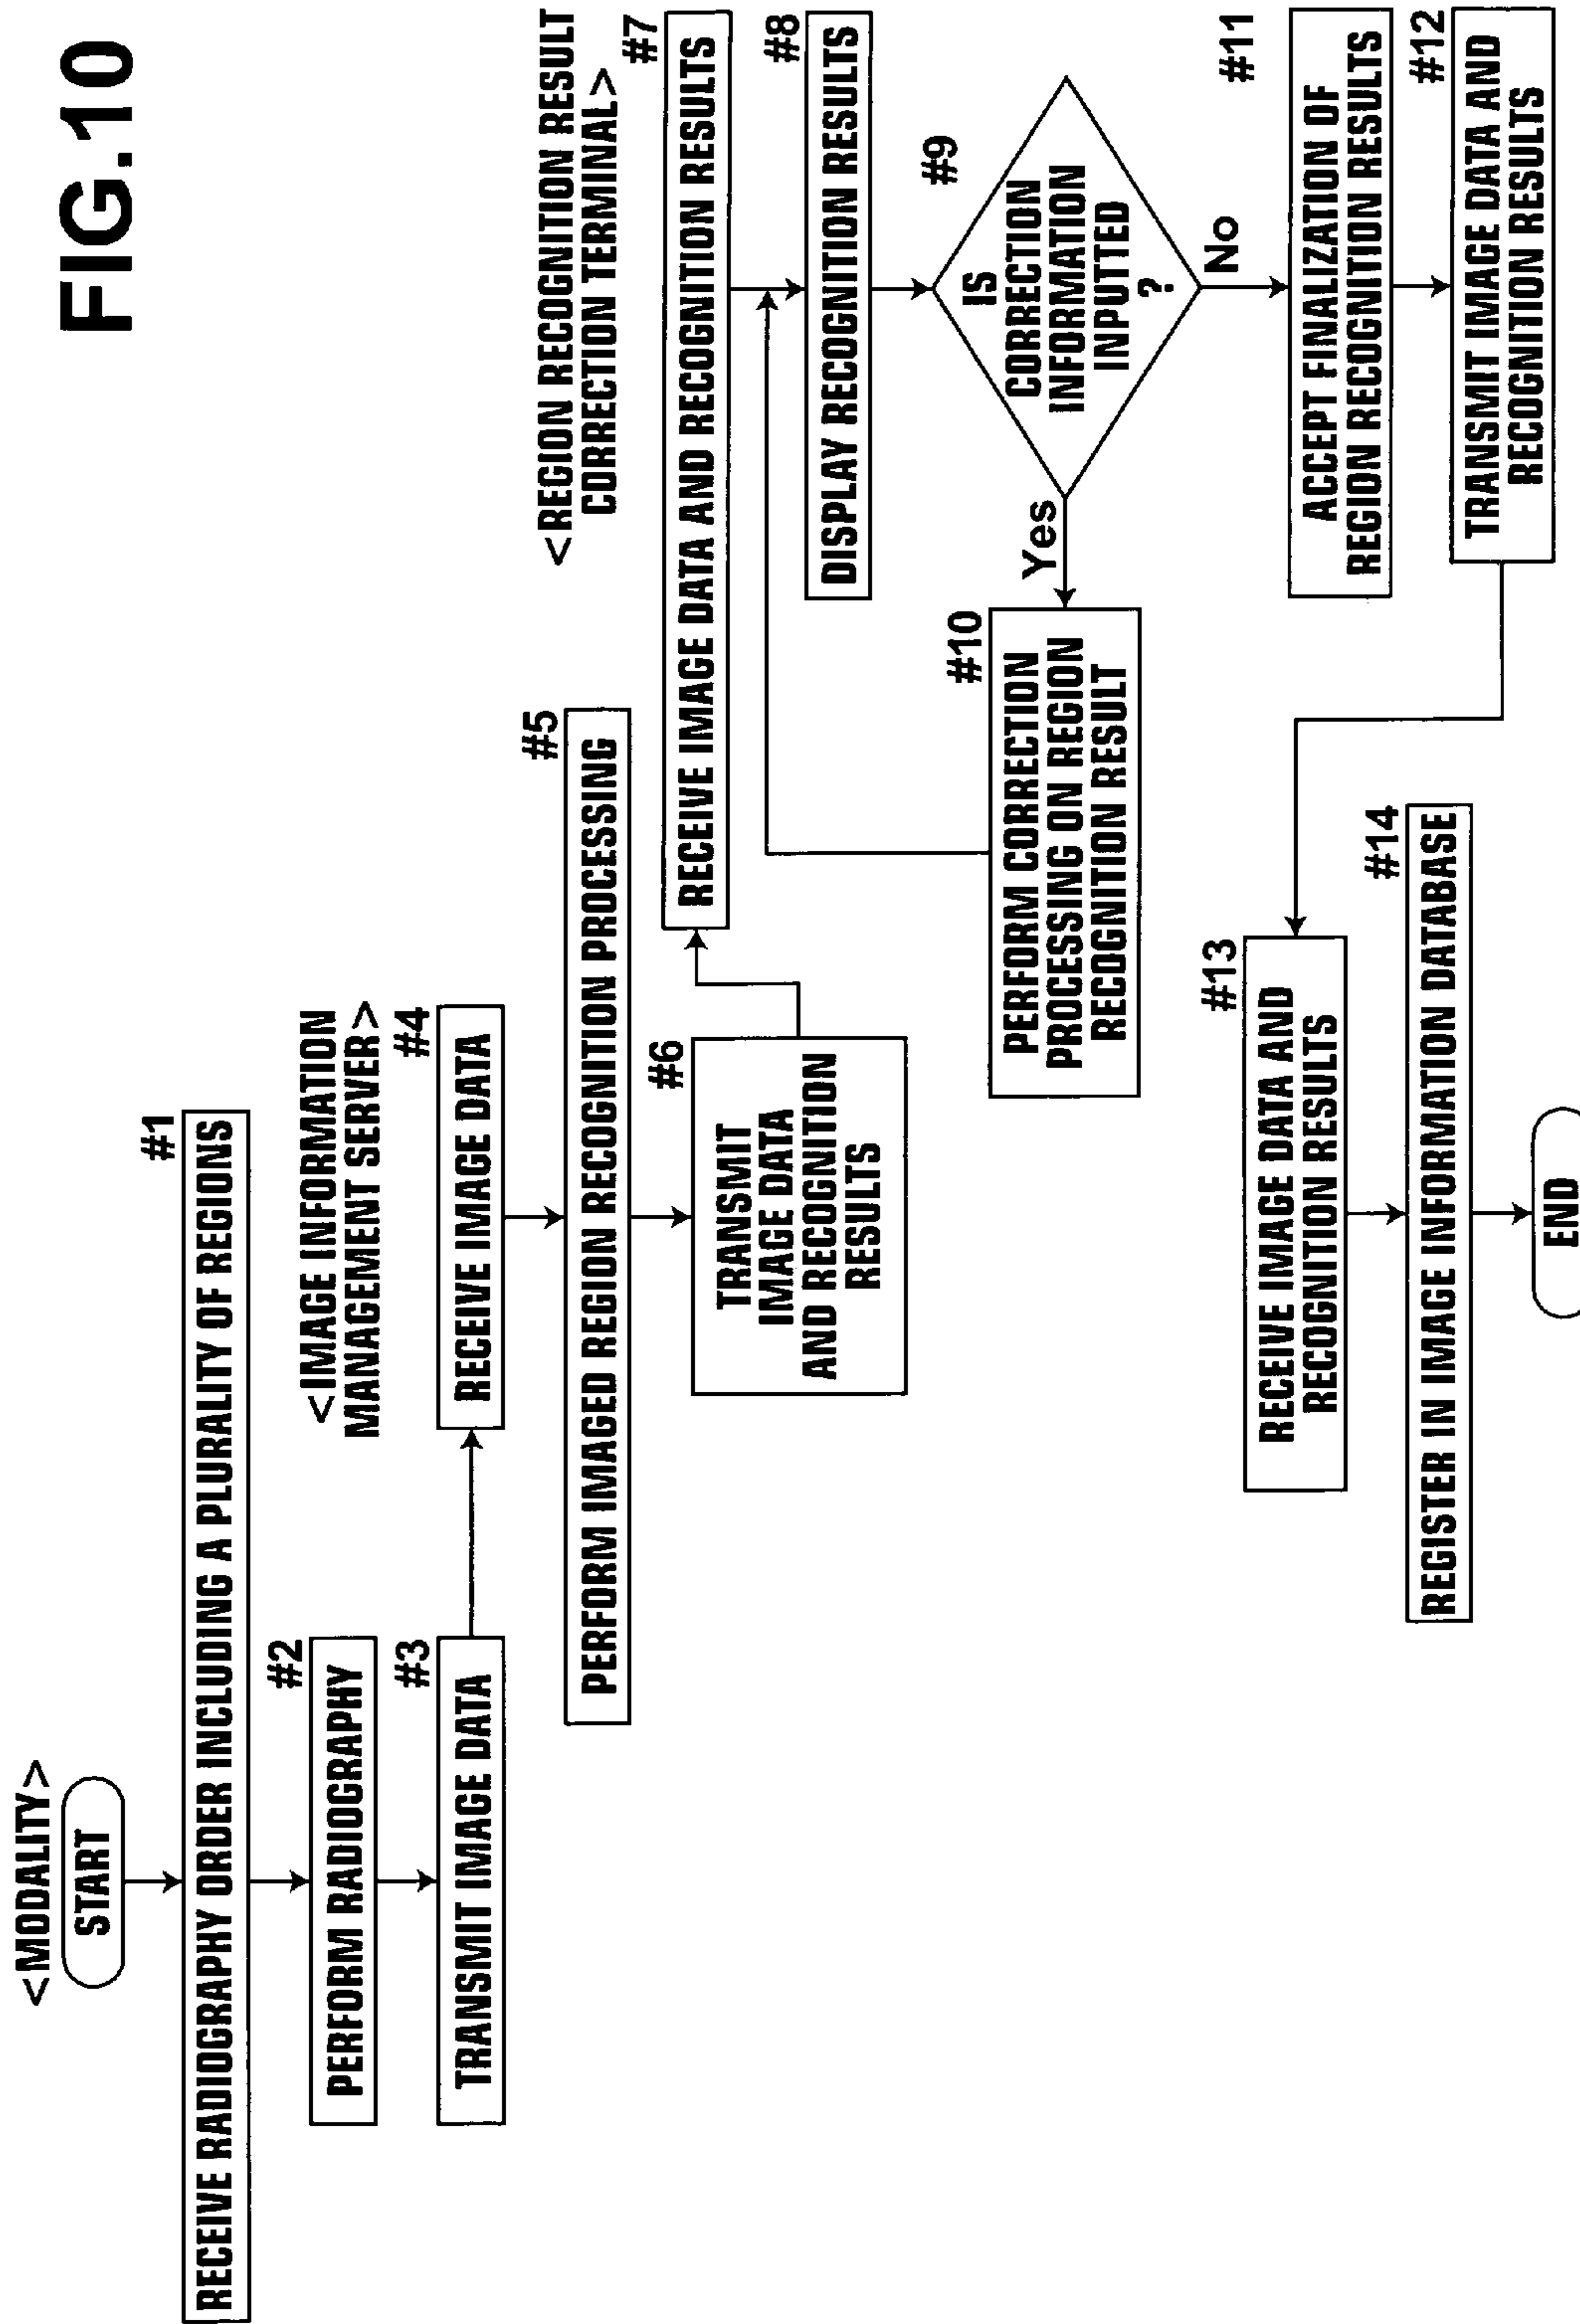 FIG.10
<MODALITY>
START
#1
RECEIVE RADIOGRAPHY ORDER INCLUDING A PLURALITY OF REGIONS
#2
PERFORM RADIOGRAPHY
#3
TRANSMIT IMAGE DATA
<IMAGE INFORMATION
MANAGEMENT SERVER>
#4
RECEIVE IMAGE DATA
#5
PERFORM IMAGED REGION RECOGNITION PROCESSING
#6
TRANSMIT
IMAGE DATA
AND RECOGNITION
RESULTS
<REGION RECOGNITION RESULT
CORRECTION TERMINAL>
#7
RECEIVE IMAGE DATA AND RECOGNITION RESULTS
#8
DISPLAY RECOGNITION RESULTS
#9
IS
CORRECTION
INFORMATION
INPUTTED
?
Yes
No
#10
PERFORM CORRECTION
PROCESSING ON REGION
RECOGNITION RESULT
#11
ACCEPT FINALIZATION OF
REGION RECOGNITION RESULTS
#12
TRANSMIT IMAGE DATA AND
RECOGNITION RESULTS
#13
RECEIVE IMAGE DATA AND
RECOGNITION RESULTS
#14
REGISTER IN IMAGE INFORMATION DATABASE
END